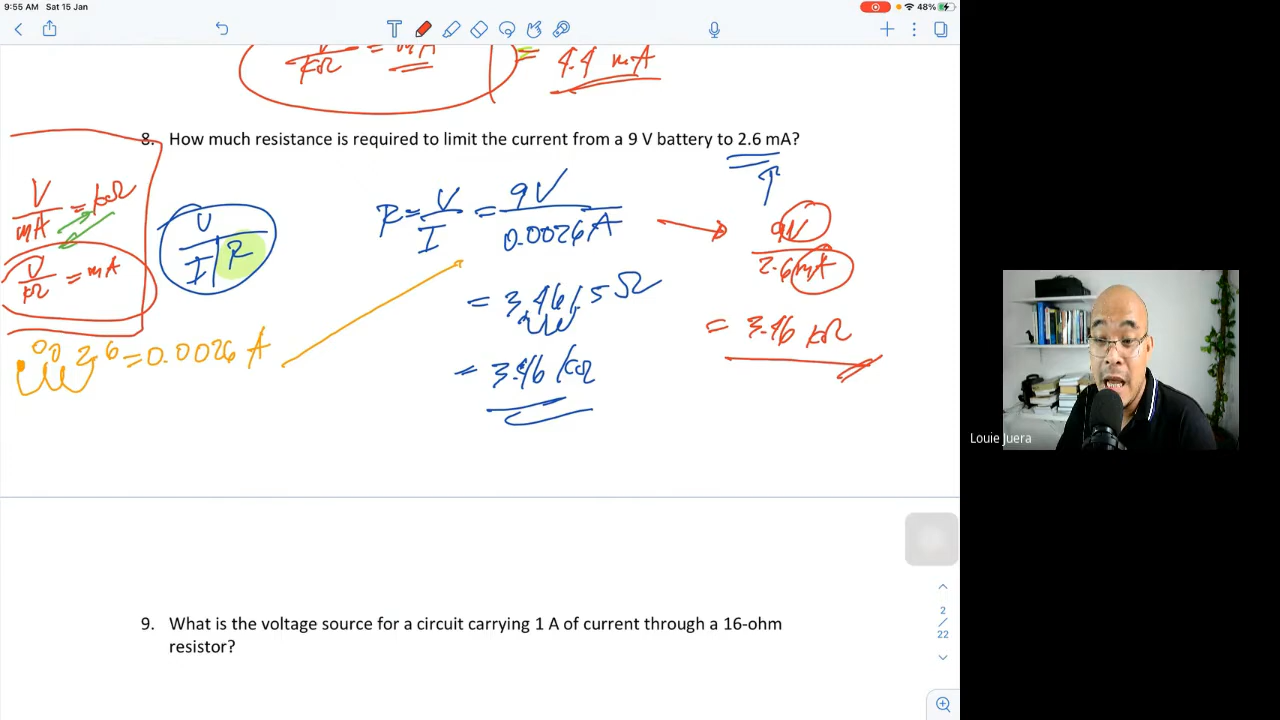 9:55 AM Sat 15 Jan
48%
V/kΩ = mA
= 4.4 mA
8. How much resistance is required to limit the current from a 9 V battery to 2.6 mA?
V/mA = kΩ
V/kΩ = mA
V
I | R
R = V/I = 9V/0.0026A
= 3,461.5 Ω
= 3.46 kΩ
9V/2.6mA
= 3.46 kΩ
.0026 = 0.0026 A
Louie Juera
2
/
22
9. What is the voltage source for a circuit carrying 1 A of current through a 16-ohm
resistor?